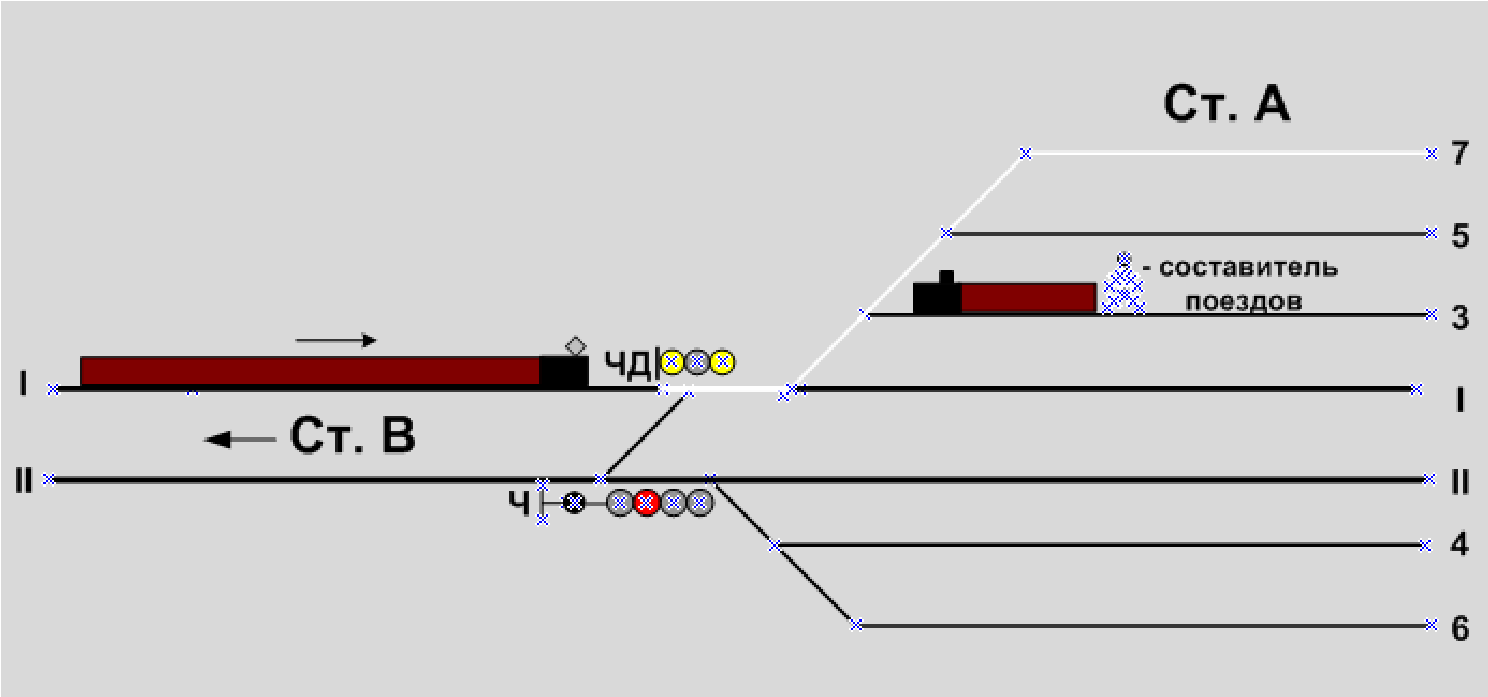 Ст. А
7
5
- составитель
поездов
3
ЧД
I
I
Ст. В
II
II
Ч
4
6